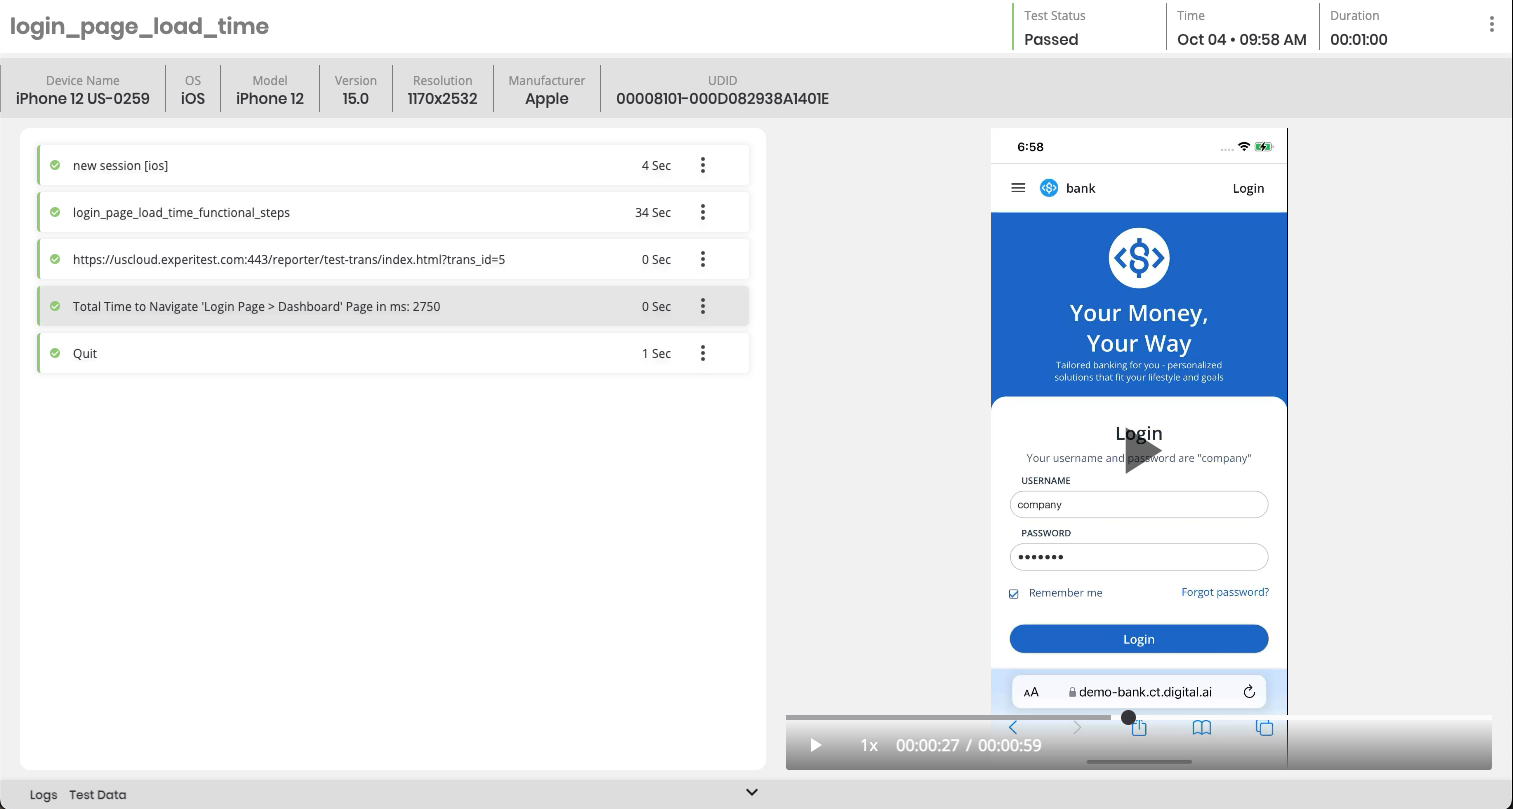 login_page_load_time
Test Status
Passed
Time
Oct 04 • 09:58 AM
Duration
00:01:00
Device Name
iPhone 12 US-0259
OS
iOS
Model
iPhone 12
Version
15.0
Resolution
1170x2532
Manufacturer
Apple
UDID
00008101-000D082938A1401E
new session [ios] 4 Sec
login_page_load_time_functional_steps 34 Sec
https://uscloud.experitest.com:443/reporter/test-trans/index.html?trans_id=5 0 Sec
Total Time to Navigate 'Login Page > Dashboard' Page in ms: 2750 0 Sec
Quit 1 Sec
6:58
bank Login
Your Money,
Your Way
Tailored banking for you - personalized
solutions that fit your lifestyle and goals
Login
Your username and password are "company"
USERNAME
company
PASSWORD
•••••••
Remember me Forgot password?
Login
AA demo-bank.ct.digital.ai
1x 00:00:27 / 00:00:59
Logs Test Data